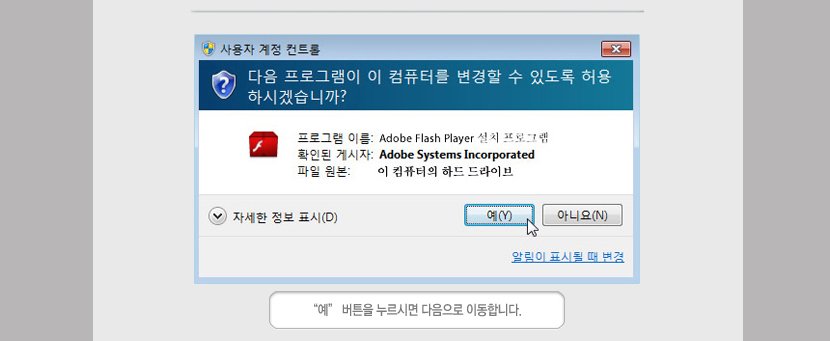 사용자 계정 컨트롤
다음 프로그램이 이 컴퓨터를 변경할 수 있도록 허용
하시겠습니까?
프로그램 이름: Adobe Flash Player 설치 프로그램
확인된 게시자: Adobe Systems Incorporated
파일 원본: 이 컴퓨터의 하드 드라이브
자세한 정보 표시(D)
예(Y)
아니요(N)
알림이 표시될 때 변경
“예” 버튼을 누르시면 다음으로 이동합니다.